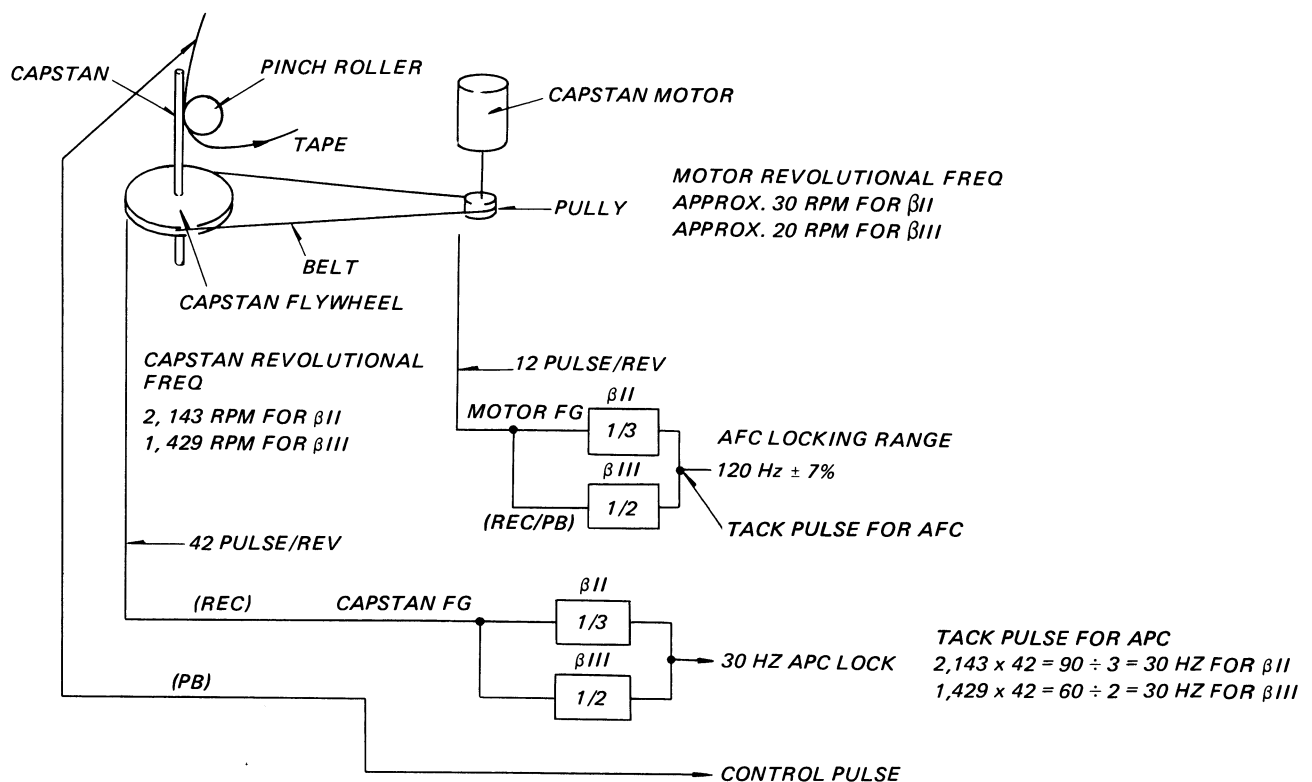 CAPSTAN
PINCH ROLLER
TAPE
CAPSTAN MOTOR
PULLY
BELT
CAPSTAN FLYWHEEL
MOTOR REVOLUTIONAL FREQ
APPROX. 30 RPM FOR βII
APPROX. 20 RPM FOR βIII
CAPSTAN REVOLUTIONAL
FREQ
2, 143 RPM FOR βII
1, 429 RPM FOR βIII
12 PULSE/REV
MOTOR FG
βII
1/3
βIII
1/2
(REC/PB)
AFC LOCKING RANGE
120 Hz ± 7%
TACK PULSE FOR AFC
42 PULSE/REV
(REC)
CAPSTAN FG
βII
1/3
βIII
1/2
30 HZ APC LOCK
TACK PULSE FOR APC
2,143 x 42 = 90 ÷ 3 = 30 HZ FOR βII
1,429 x 42 = 60 ÷ 2 = 30 HZ FOR βIII
(PB)
CONTROL PULSE